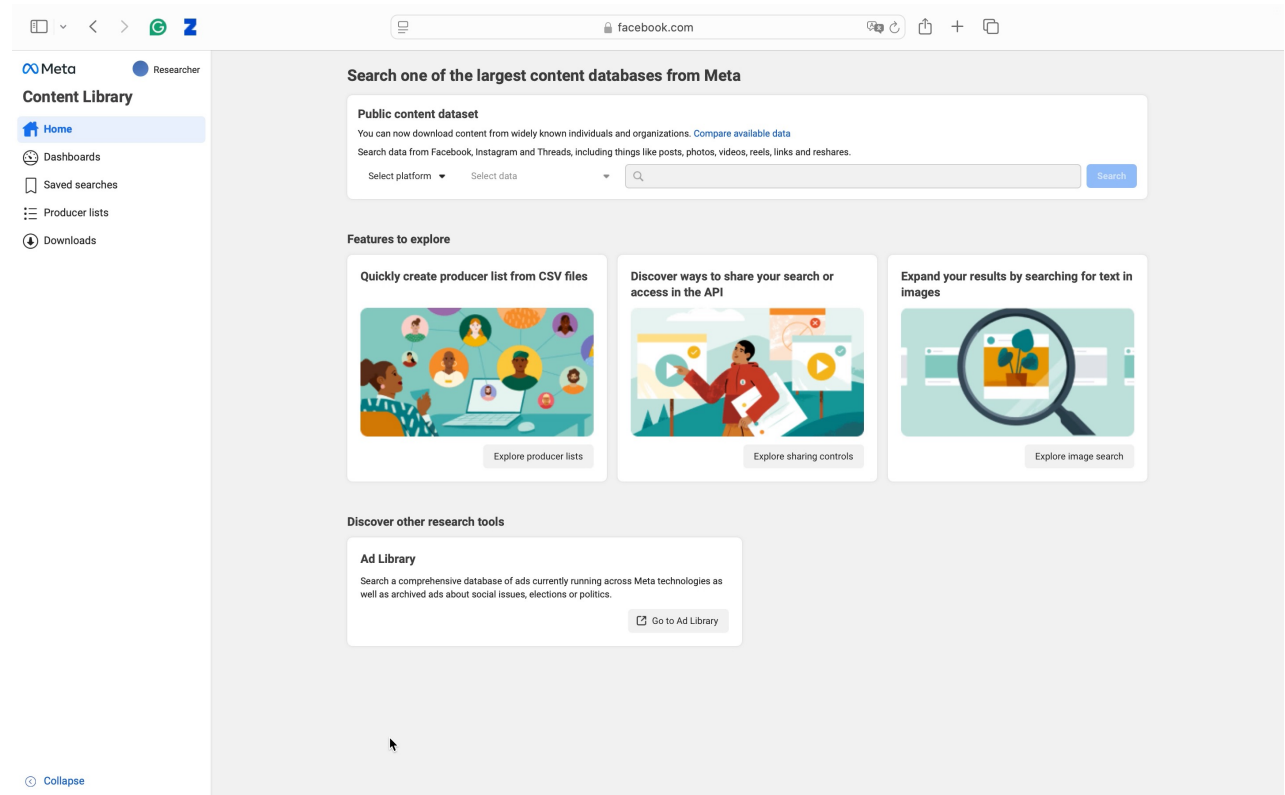 facebook.com
Meta
Researcher
Content Library
Home
Dashboards
Saved searches
Producer lists
Downloads
Collapse
Search one of the largest content databases from Meta
Public content dataset
You can now download content from widely known individuals and organizations. Compare available data
Search data from Facebook, Instagram and Threads, including things like posts, photos, videos, reels, links and reshares.
Select platform
Select data
Search
Features to explore
Quickly create producer list from CSV files
Explore producer lists
Discover ways to share your search or
access in the API
Explore sharing controls
Expand your results by searching for text in
images
Explore image search
Discover other research tools
Ad Library
Search a comprehensive database of ads currently running across Meta technologies as
well as archived ads about social issues, elections or politics.
Go to Ad Library